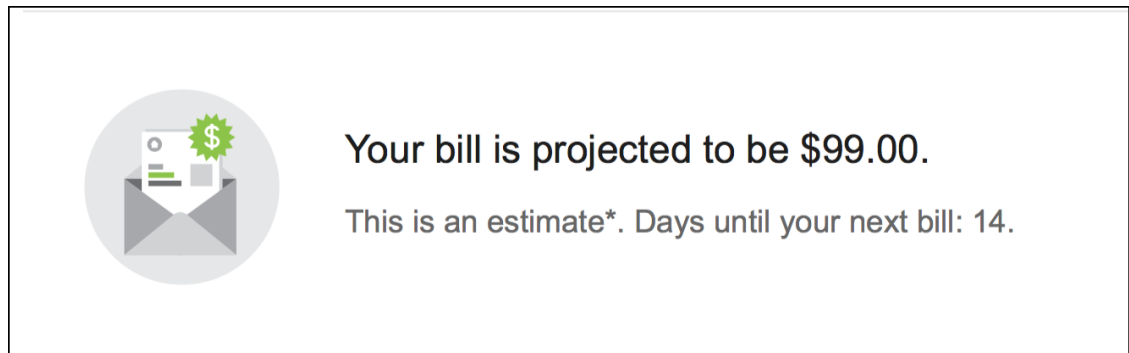 $
Your bill is projected to be $99.00.
This is an estimate*. Days until your next bill: 14.